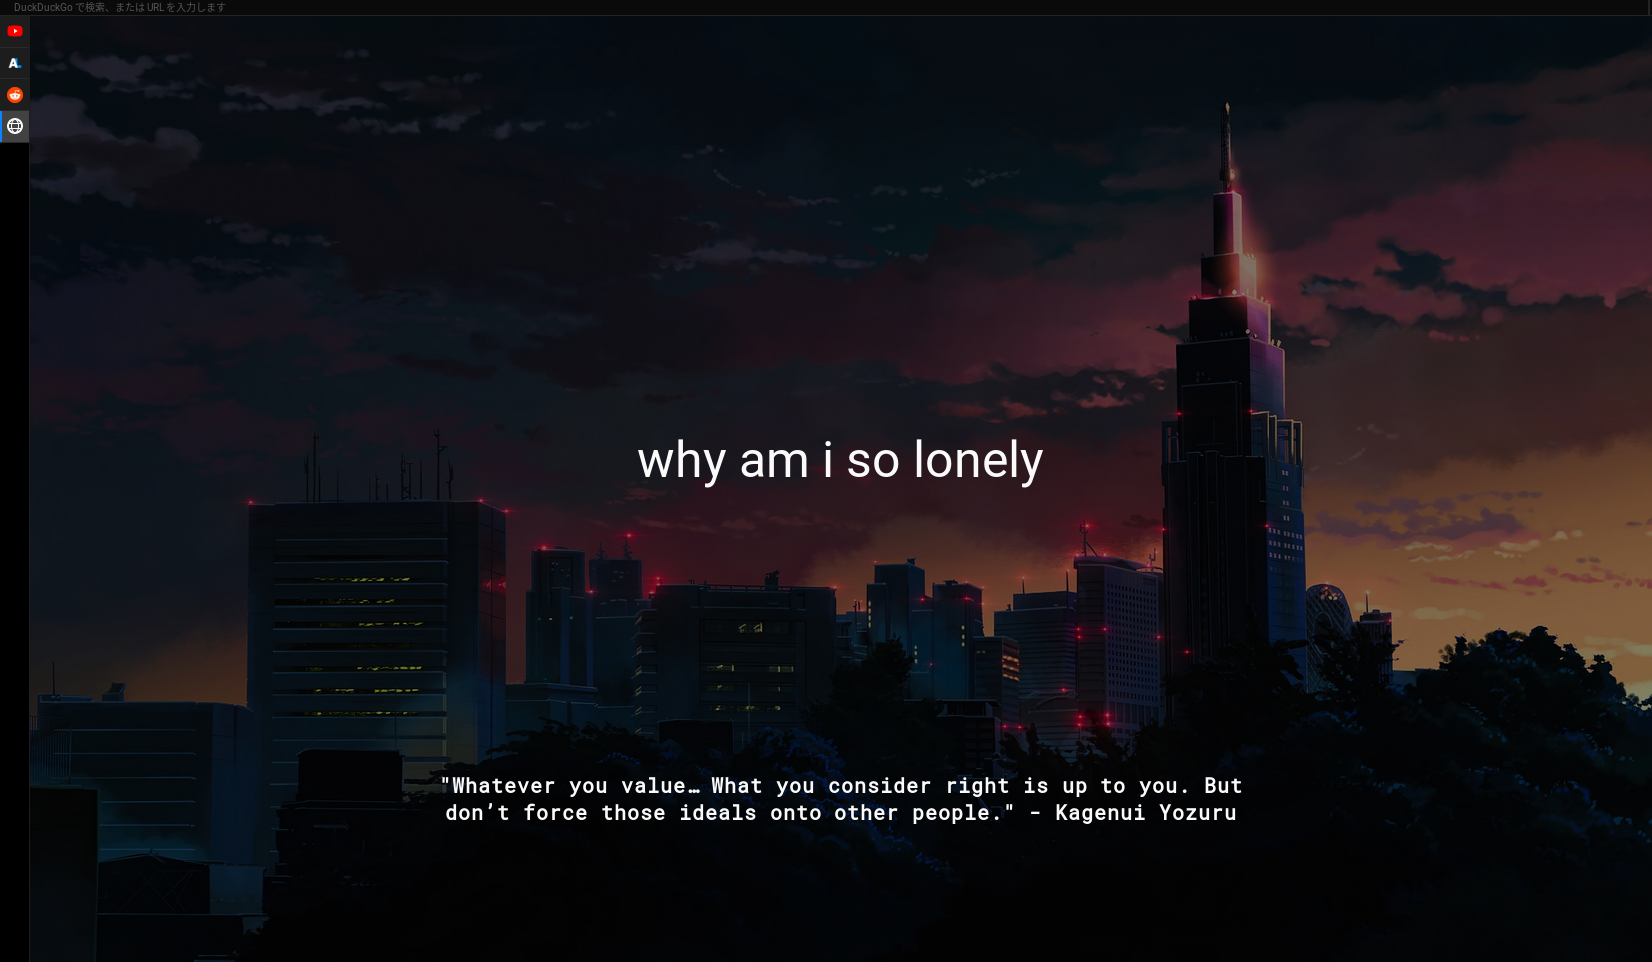 DuckDuckGo で検索、または URL を入力します
why am i so lonely
"Whatever you value… What you consider right is up to you. But
don’t force those ideals onto other people." - Kagenui Yozuru